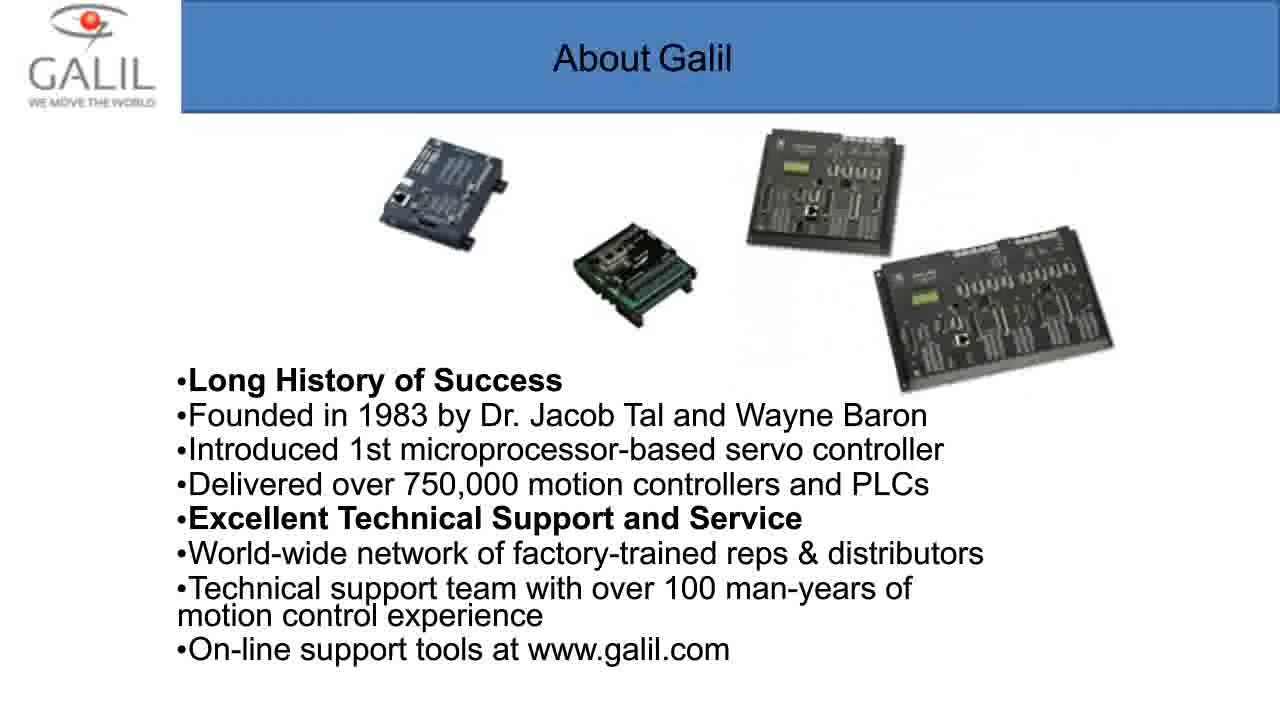 GALIL
WE MOVE THE WORLD
About Galil
•Long History of Success
•Founded in 1983 by Dr. Jacob Tal and Wayne Baron
•Introduced 1st microprocessor-based servo controller
•Delivered over 750,000 motion controllers and PLCs
•Excellent Technical Support and Service
•World-wide network of factory-trained reps & distributors
•Technical support team with over 100 man-years of
motion control experience
•On-line support tools at www.galil.com